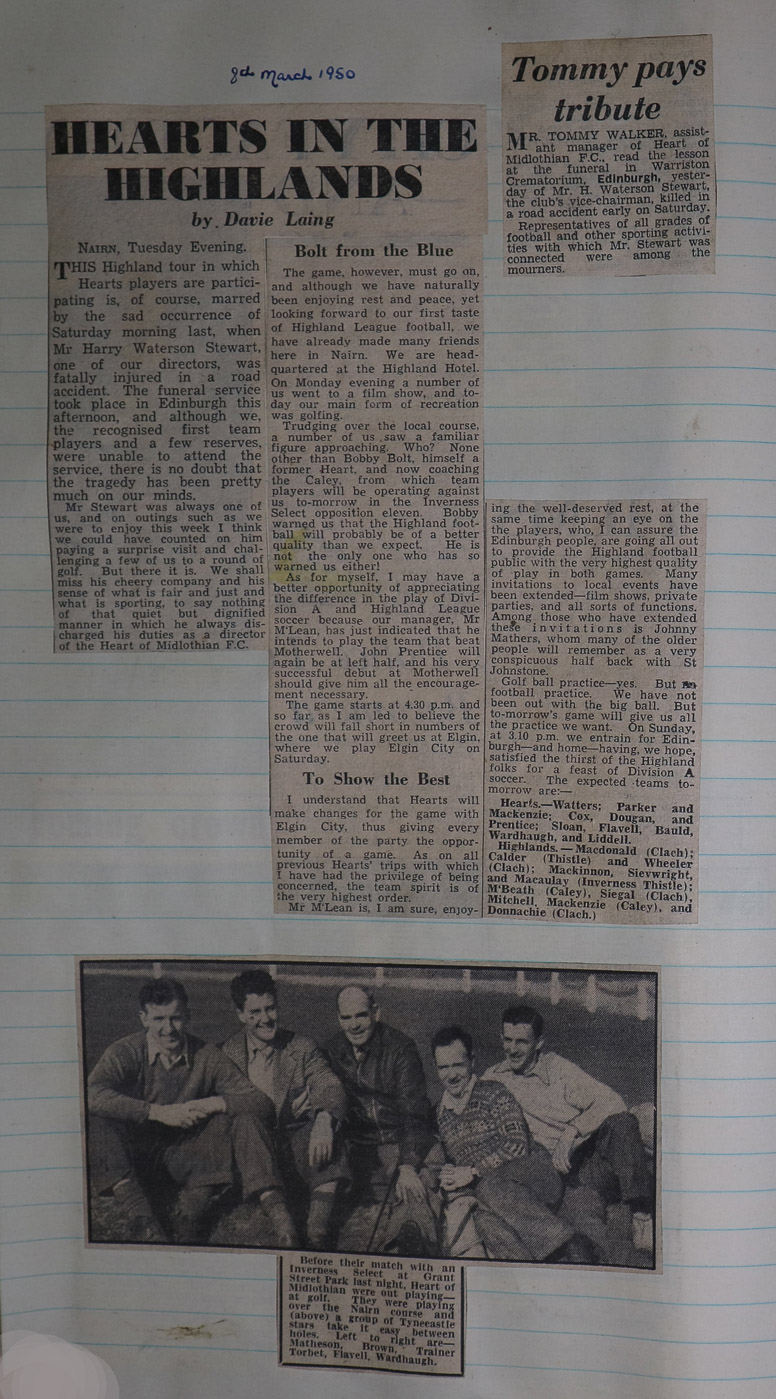 8th March 1950
HEARTS IN THE
HIGHLANDS
by Davie Laing
NAIRN, Tuesday Evening.
THIS Highland tour in which
Hearts players are partici-
pating is, of course, marred
by the sad occurrence of
Saturday morning last, when
Mr Harry Waterson Stewart,
one of our directors, was
fatally injured in a road
accident. The funeral service
took place in Edinburgh this
afternoon, and although we,
the recognised first team
players and a few reserves,
were unable to attend the
service, there is no doubt that
the tragedy has been pretty
much on our minds.
Mr Stewart was always one of
us, and on outings such as we
were to enjoy this week I think
we could have counted on him
paying a surprise visit and chal-
lenging a few of us to a round of
golf. But there it is. We shall
miss his cheery company and his
sense of what is fair and just and
what is sporting, to say nothing
of that quiet but dignified
manner in which he always dis-
charged his duties as a director
of the Heart of Midlothian F.C.
Bolt from the Blue
The game, however, must go on,
and although we have naturally
been enjoying rest and peace, yet
looking forward to our first taste
of Highland League football, we
have already made many friends
here in Nairn. We are head-
quartered at the Highland Hotel.
On Monday evening a number of
us went to a film show, and to-
day our main form of recreation
was golfing.
Trudging over the local course,
a number of us saw a familiar
figure approaching. Who? None
other than Bobby Bolt, himself a
former Heart, and now coaching
the Caley, from which team
players will be operating against
us to-morrow in the Inverness
Select opposition eleven. Bobby
warned us that the Highland foot-
ball will probably be of a better
quality than we expect. He is
not the only one who has so
warned us either!
As for myself, I may have a
better opportunity of appreciating
the difference in the play of Divi-
sion A and Highland League
soccer because our manager, Mr
M'Lean, has just indicated that he
intends to play the team that beat
Motherwell. John Prentice will
again be at left half, and his very
successful debut at Motherwell
should give him all the encourage-
ment necessary.
The game starts at 4.30 p.m. and
so far as I am led to believe the
crowd will fall short in numbers of
the one that will greet us at Elgin,
where we play Elgin City on
Saturday.
To Show the Best
I understand that Hearts will
make changes for the game with
Elgin City, thus giving every
member of the party the oppor-
tunity of a game. As on all
previous Hearts' trips with which
I have had the privilege of being
concerned, the team spirit is of
the very highest order.
Mr M'Lean is, I am sure, enjoy-
ing the well-deserved rest, at the
same time keeping an eye on the
the players, who, I can assure the
Edinburgh people, are going all out
to provide the Highland football
public with the very highest quality
of play in both games. Many
invitations to local events have
been extended—film shows, private
parties, and all sorts of functions.
Among those who have extended
these invitations is Johnny
Mathers, whom many of the older
people will remember as a very
conspicuous half back with St
Johnstone.
Golf ball practice—yes. But no
football practice. We have not
been out with the big ball. But
to-morrow's game will give us all
the practice we want. On Sunday,
at 3.10 p.m. we entrain for Edin-
burgh—and home—having, we hope,
satisfied the thirst of the Highland
folks for a feast of Division A
soccer. The expected teams to-
morrow are:—
Hearts.—Watters; Parker and
Mackenzie; Cox, Dougan, and
Prentice; Sloan, Flavell, Bauld,
Wardhaugh, and Liddell.
Highlands.—Macdonald (Clach);
Calder (Thistle) and Wheeler
(Clach); Mackinnon, Sievwright,
and Macaulay (Inverness Thistle);
M'Beath (Caley), Siegal (Clach),
Mitchell, Mackenzie (Caley), and
Donnachie (Clach.)
Tommy pays
tribute
MR. TOMMY WALKER, assist-
ant manager of Heart of
Midlothian F.C., read the lesson
at the funeral in Warriston
Crematorium, Edinburgh, yester-
day of Mr. H. Waterson Stewart,
the club's vice-chairman, killed in
a road accident early on Saturday.
Representatives of all grades of
football and other sporting activi-
ties with which Mr. Stewart was
connected were among the
mourners.
Before their match with an
Inverness Select at Grant
Street Park last night, Heart of
Midlothian were out playing—
at golf. They were playing
over the Nairn course and
(above) a group of Tynecastle
stars take it easy between
holes. Left to right are—
Matheson, Brown, Trainer
Torbet, Flavell, Wardhaugh.